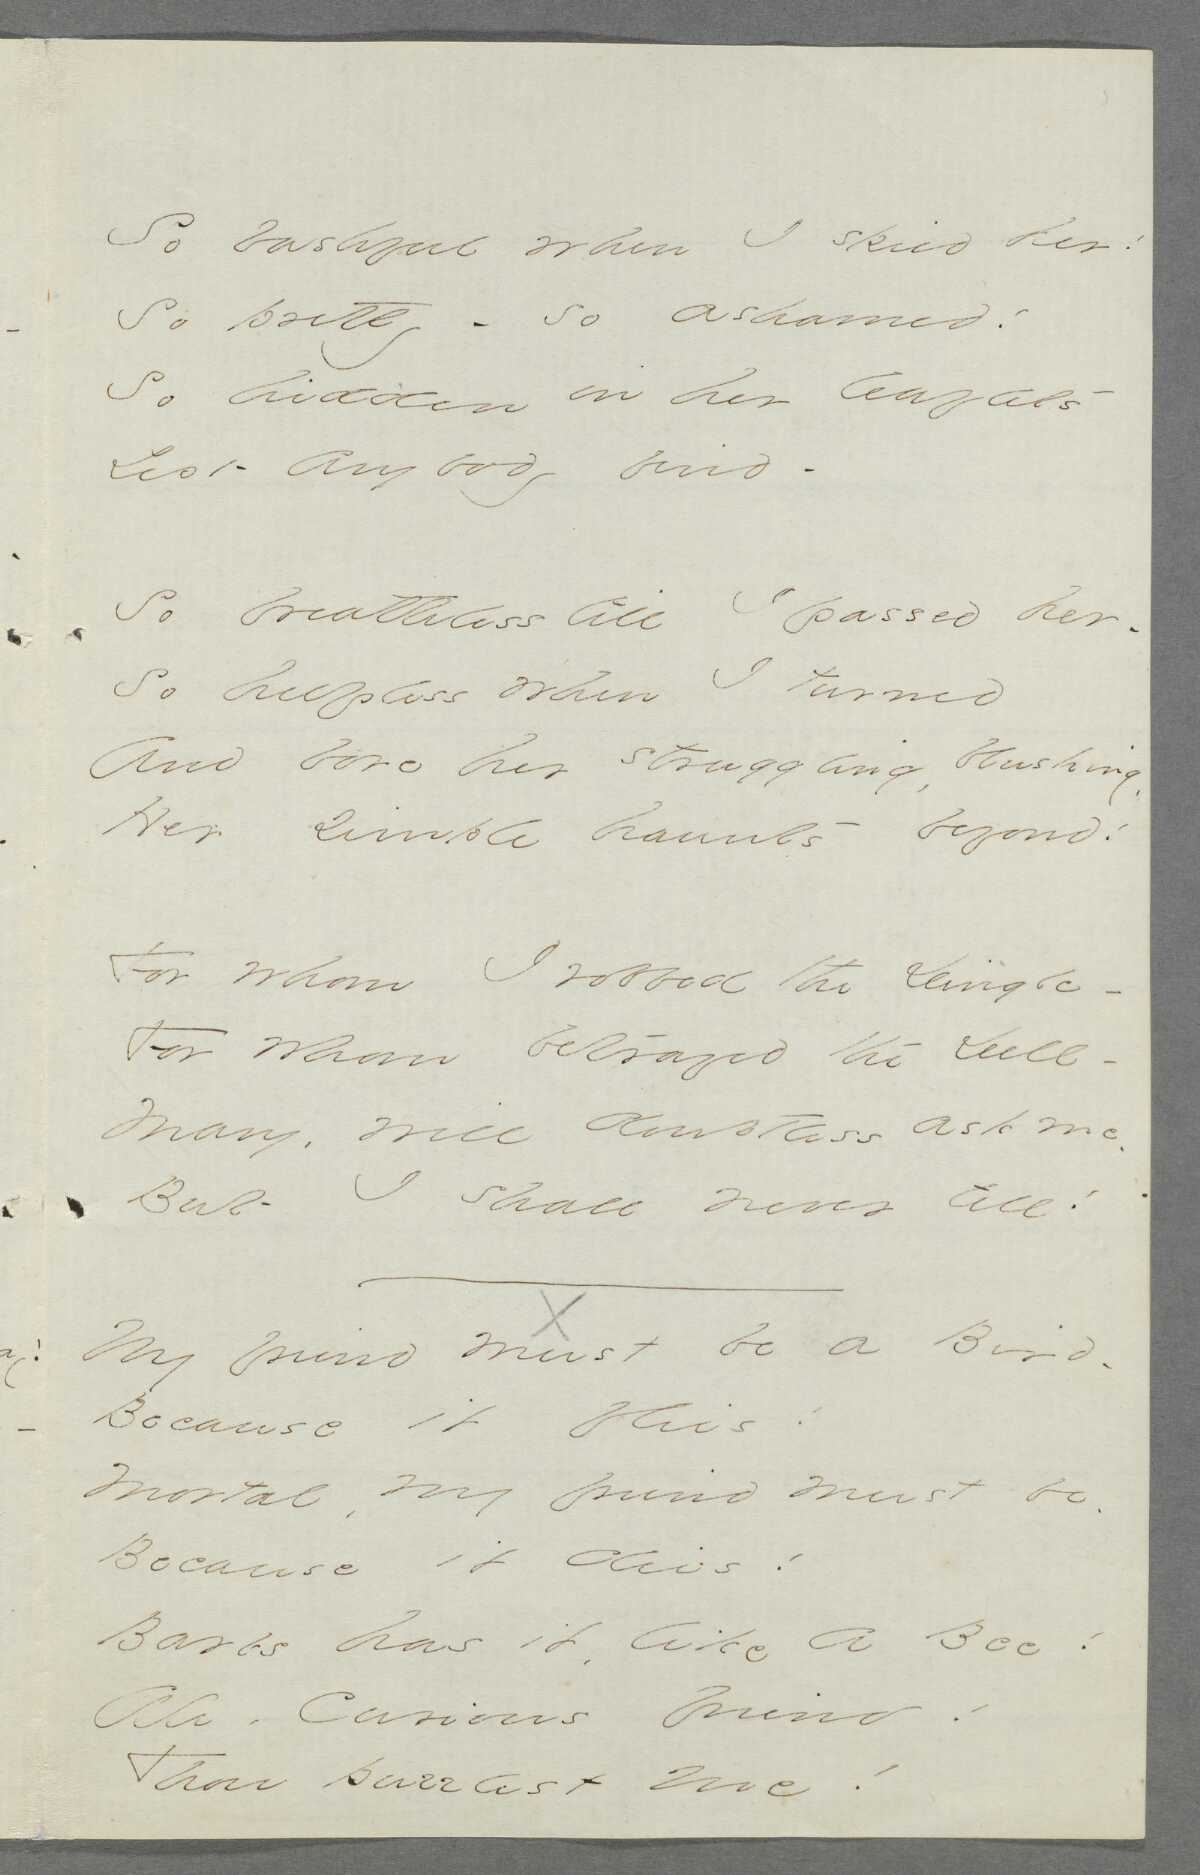 So bashful when I spied her!
So pretty - so ashamed!
So hidden in her leaflets
Lest anybody find -
So breathless till I passed her -
So helpless when I turned
And bore her struggling, blushing,
Her simple haunts beyond!
For whom I robbed the Dingle -
For whom betrayed the Dell -
Many, will doubtless ask me,
But I shall never tell!
X
My friend must be a Bird -
Because it flies!
Mortal, my friend must be,
Because it dies!
Barbs has it, like a Bee!
Ah, curious friend!
Thou puzzlest me!